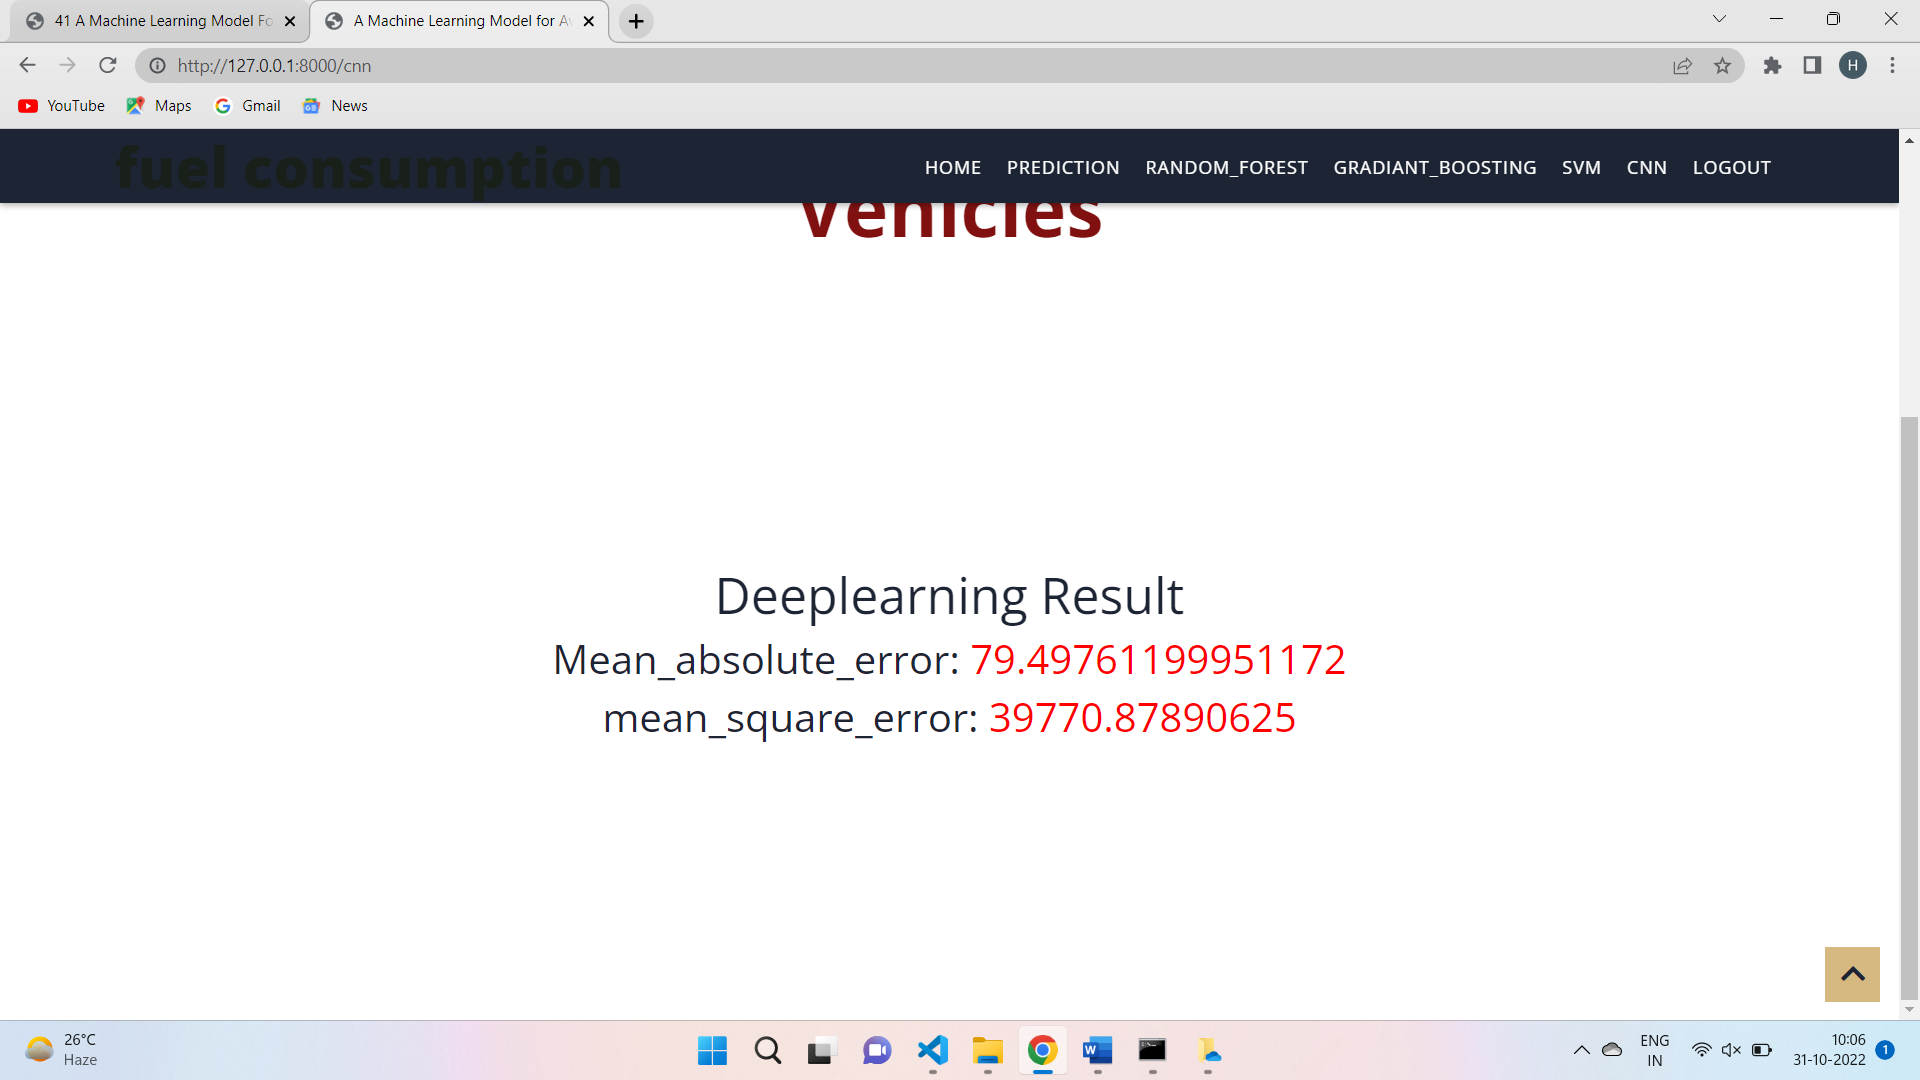 41 A Machine Learning Model Fo
A Machine Learning Model for Av
http://127.0.0.1:8000/cnn
H
YouTube
Maps
Gmail
News
fuel consumption
HOME
PREDICTION
RANDOM_FOREST
GRADIANT_BOOSTING
SVM
CNN
LOGOUT
Vehicles
Deeplearning Result
Mean_absolute_error: 79.49761199951172
mean_square_error: 39770.87890625
26°C
Haze
ENG
IN
10:06
31-10-2022
1